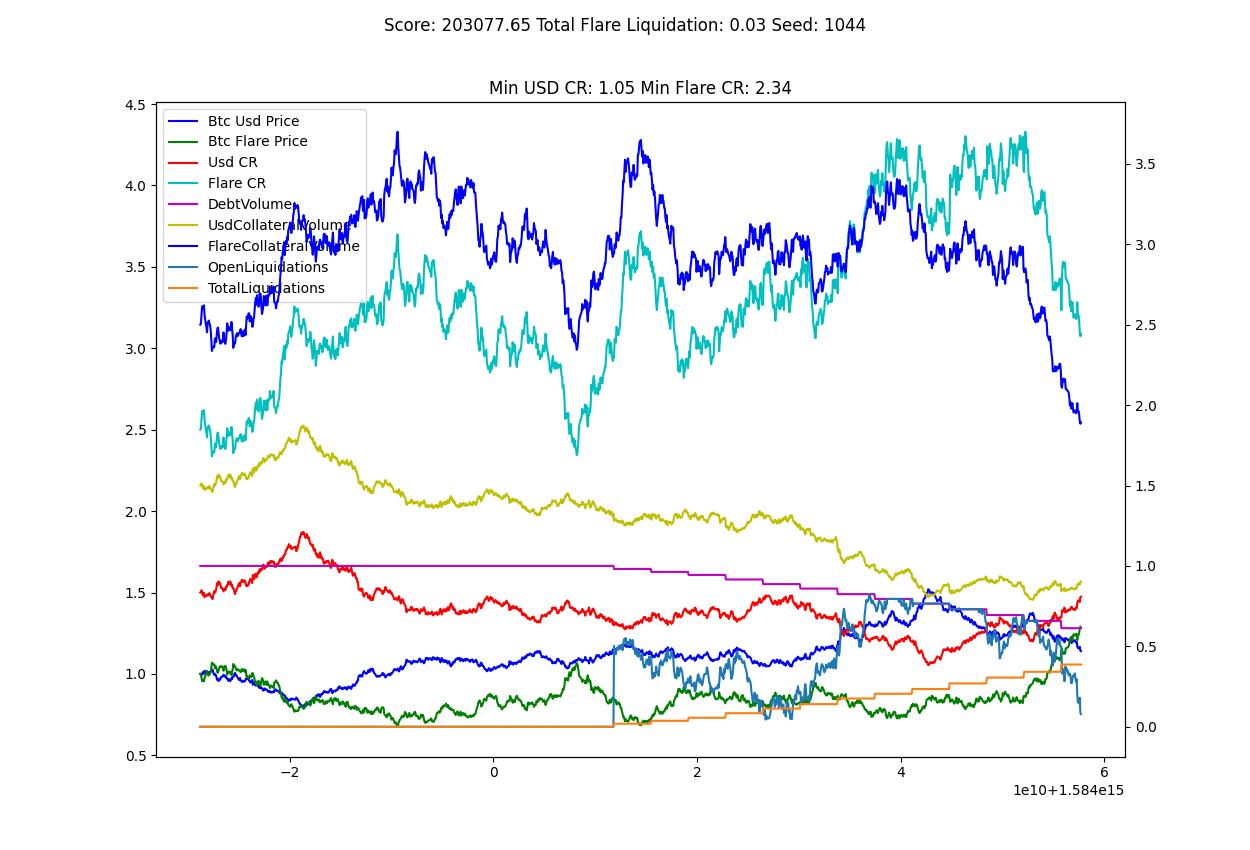 Score: 203077.65 Total Flare Liquidation: 0.03 Seed: 1044
Min USD CR: 1.05 Min Flare CR: 2.34
Btc Usd Price
Btc Flare Price
Usd CR
Flare CR
DebtVolume
UsdCollateralVolume
FlareCollateralVolume
OpenLiquidations
TotalLiquidations
4.5
4.0
3.5
3.0
2.5
2.0
1.5
1.0
0.5
3.5
3.0
2.5
2.0
1.5
1.0
0.5
0.0
−2
0
2
4
6
1e10+1.584e15